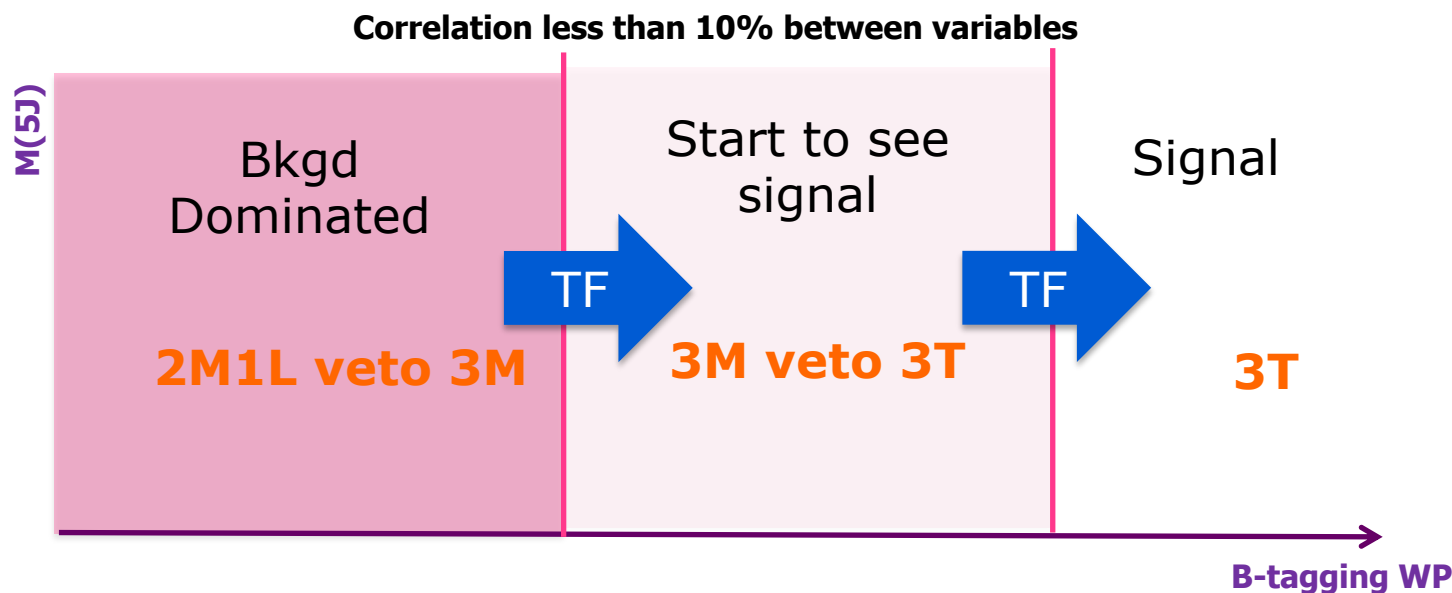 Correlation less than 10% between variables
M(5J)
Bkgd
Dominated
Start to see
signal
Signal
TF
TF
2M1L veto 3M
3M veto 3T
3T
B-tagging WP